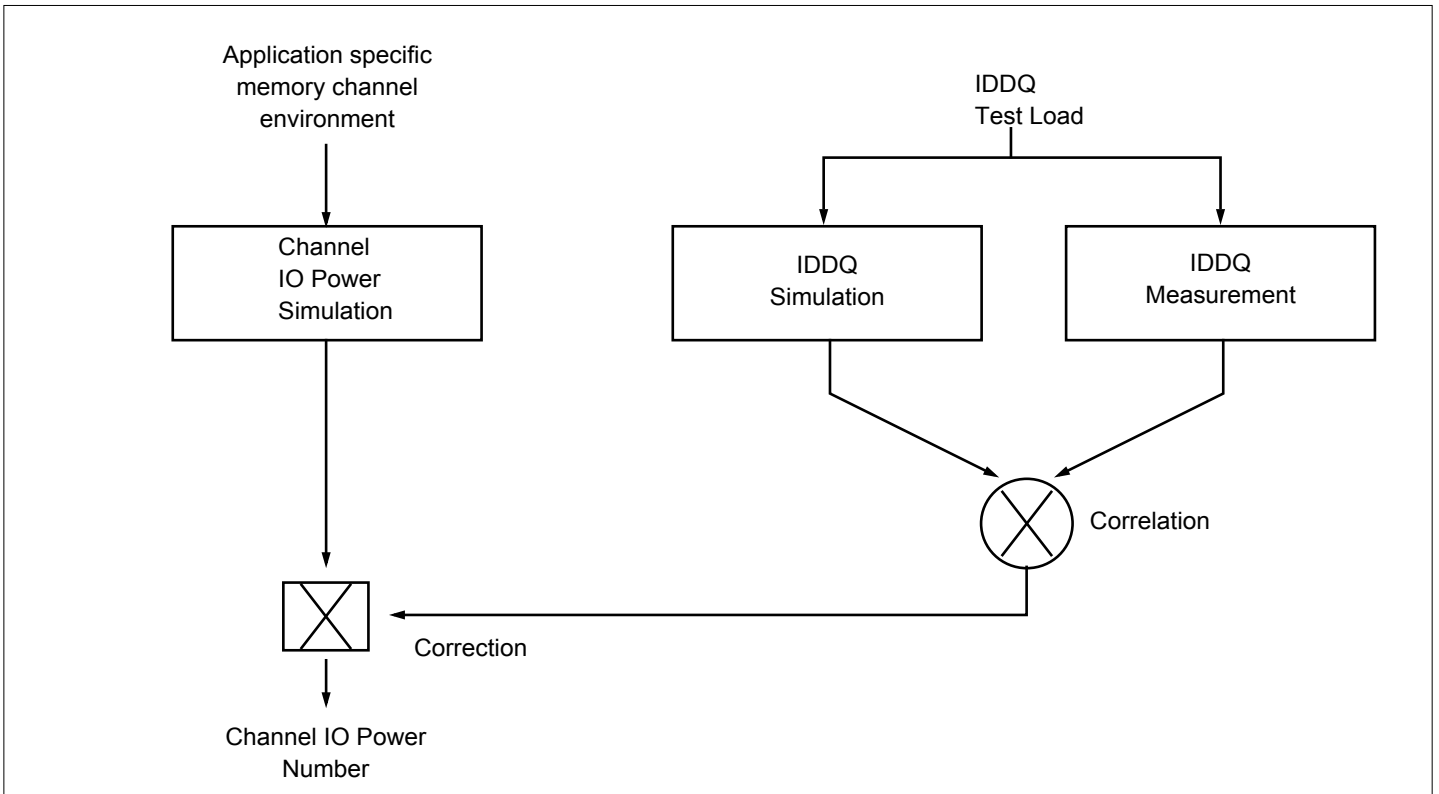 Application specific
memory channel
environment
IDDQ
Test Load
Channel
IO Power
Simulation
IDDQ
Simulation
IDDQ
Measurement
Correlation
Correction
Channel IO Power
Number